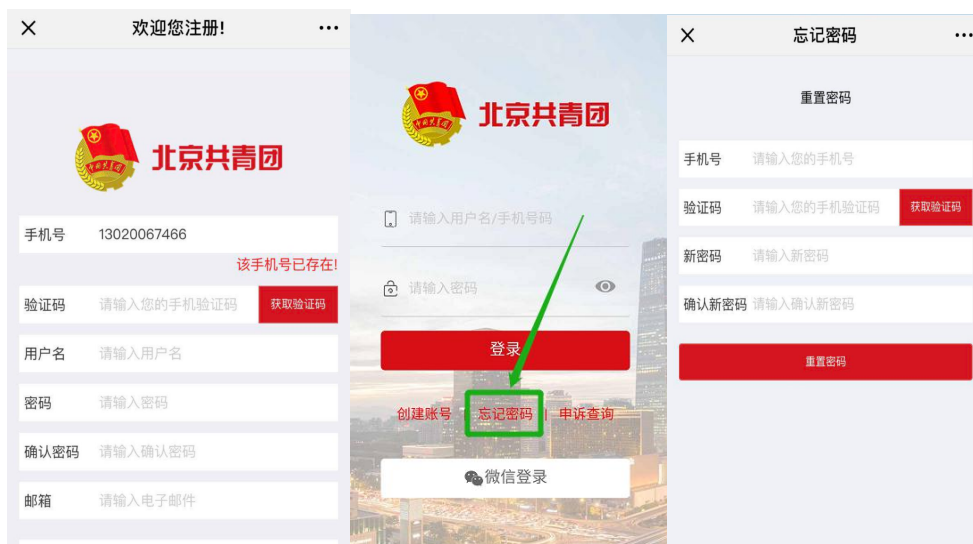 欢迎您注册!
北京共青团
手机号 13020067466
该手机号已存在!
验证码 请输入您的手机验证码 获取验证码
用户名 请输入用户名
密码 请输入密码
确认密码 请输入确认密码
邮箱 请输入电子邮件
北京共青团
请输入用户名/手机号码
请输入密码
登录
创建账号 | 忘记密码 | 申诉查询
微信登录
忘记密码
重置密码
手机号 请输入您的手机号
验证码 请输入您的手机验证码 获取验证码
新密码 请输入新密码
确认新密码 请输入确认新密码
重置密码